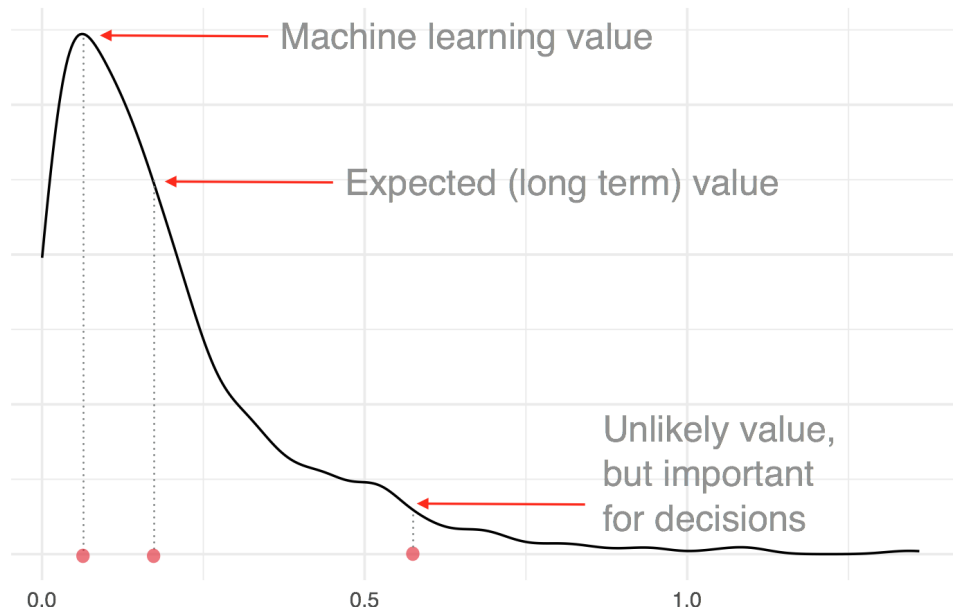 Machine learning value
Expected (long term) value
Unlikely value,
but important
for decisions
0.0
0.5
1.0